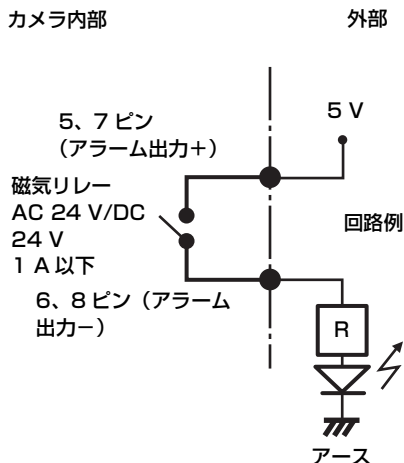 カメラ内部
外部
5、7 ピン
（アラーム出力＋）
5 V
磁気リレー
AC 24 V/DC
24 V
1 A 以下
回路例
6、8 ピン（アラーム
出力－）
R
アース